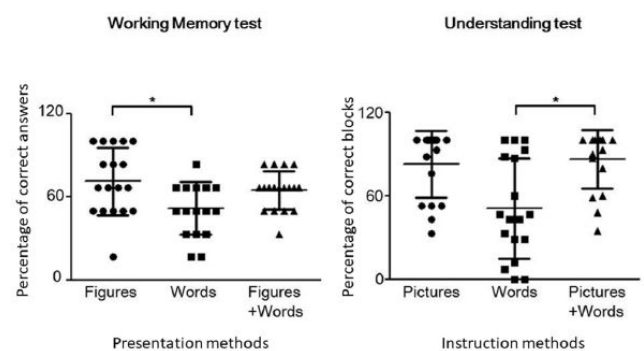 Working Memory test
Percentage of correct answers
120
60
0
*
Figures
Words
Figures
+Words
Presentation methods
Understanding test
Percentage of correct blocks
120
60
0
*
Pictures
Words
Pictures
+Words
Instruction methods